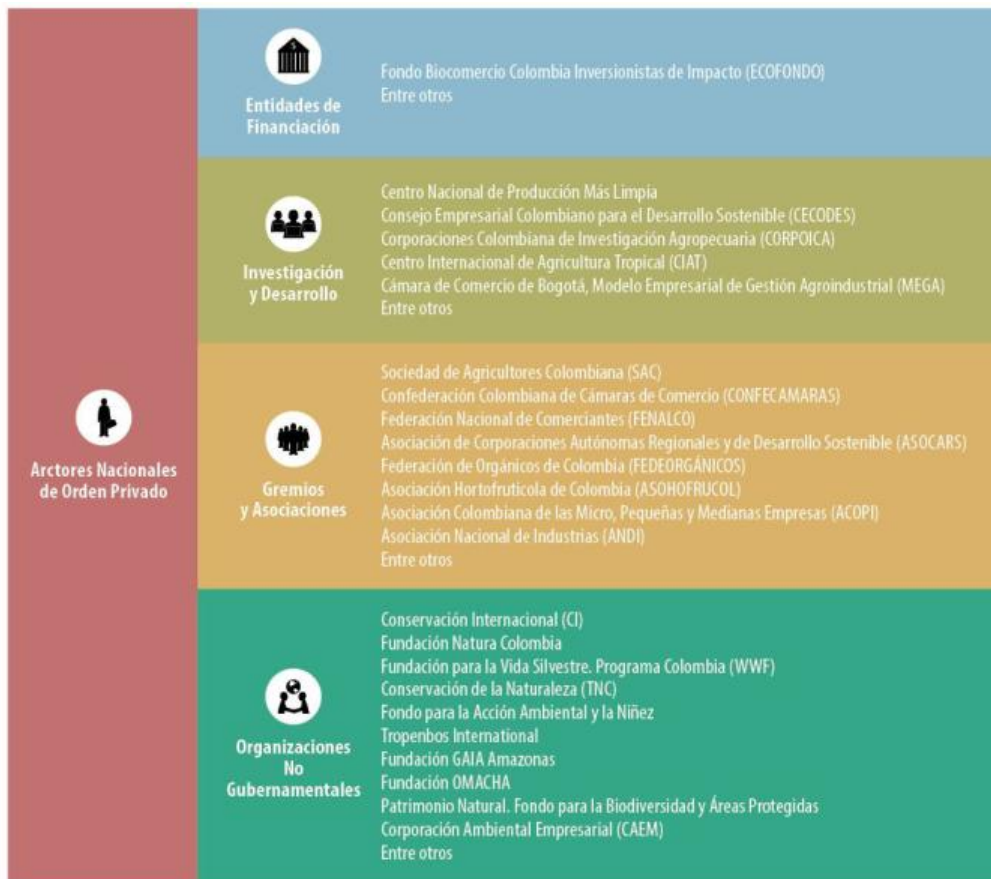 Arctores Nacionales
de Orden Privado
Entidades de
Financiación
Fondo Biocomercio Colombia Inversionistas de Impacto (ECOFONDO)
Entre otros
Investigación
y Desarrollo
Centro Nacional de Producción Más Limpia
Consejo Empresarial Colombiano para el Desarrollo Sostenible (CECODES)
Corporaciones Colombiana de Investigación Agropecuaria (CORPOICA)
Centro Internacional de Agricultura Tropical (CIAT)
Cámara de Comercio de Bogotá, Modelo Empresarial de Gestión Agroindustrial (MEGA)
Entre otros
Gremios
y Asociaciones
Sociedad de Agricultores Colombiana (SAC)
Confederación Colombiana de Cámaras de Comercio (CONFECAMARAS)
Federación Nacional de Comerciantes (FENALCO)
Asociación de Corporaciones Autónomas Regionales y de Desarrollo Sostenible (ASOCARS)
Federación de Orgánicos de Colombia (FEDEORGÁNICOS)
Asociación Hortofrutícola de Colombia (ASOHOFRUCOL)
Asociación Colombiana de las Micro, Pequeñas y Medianas Empresas (ACOPI)
Asociación Nacional de Industrias (ANDI)
Entre otros
Organizaciones
No
Gubernamentales
Conservación Internacional (CI)
Fundación Natura Colombia
Fundación para la Vida Silvestre. Programa Colombia (WWF)
Conservación de la Naturaleza (TNC)
Fondo para la Acción Ambiental y la Niñez
Tropenbos International
Fundación GAIA Amazonas
Fundación OMACHA
Patrimonio Natural. Fondo para la Biodiversidad y Áreas Protegidas
Corporación Ambiental Empresarial (CAEM)
Entre otros